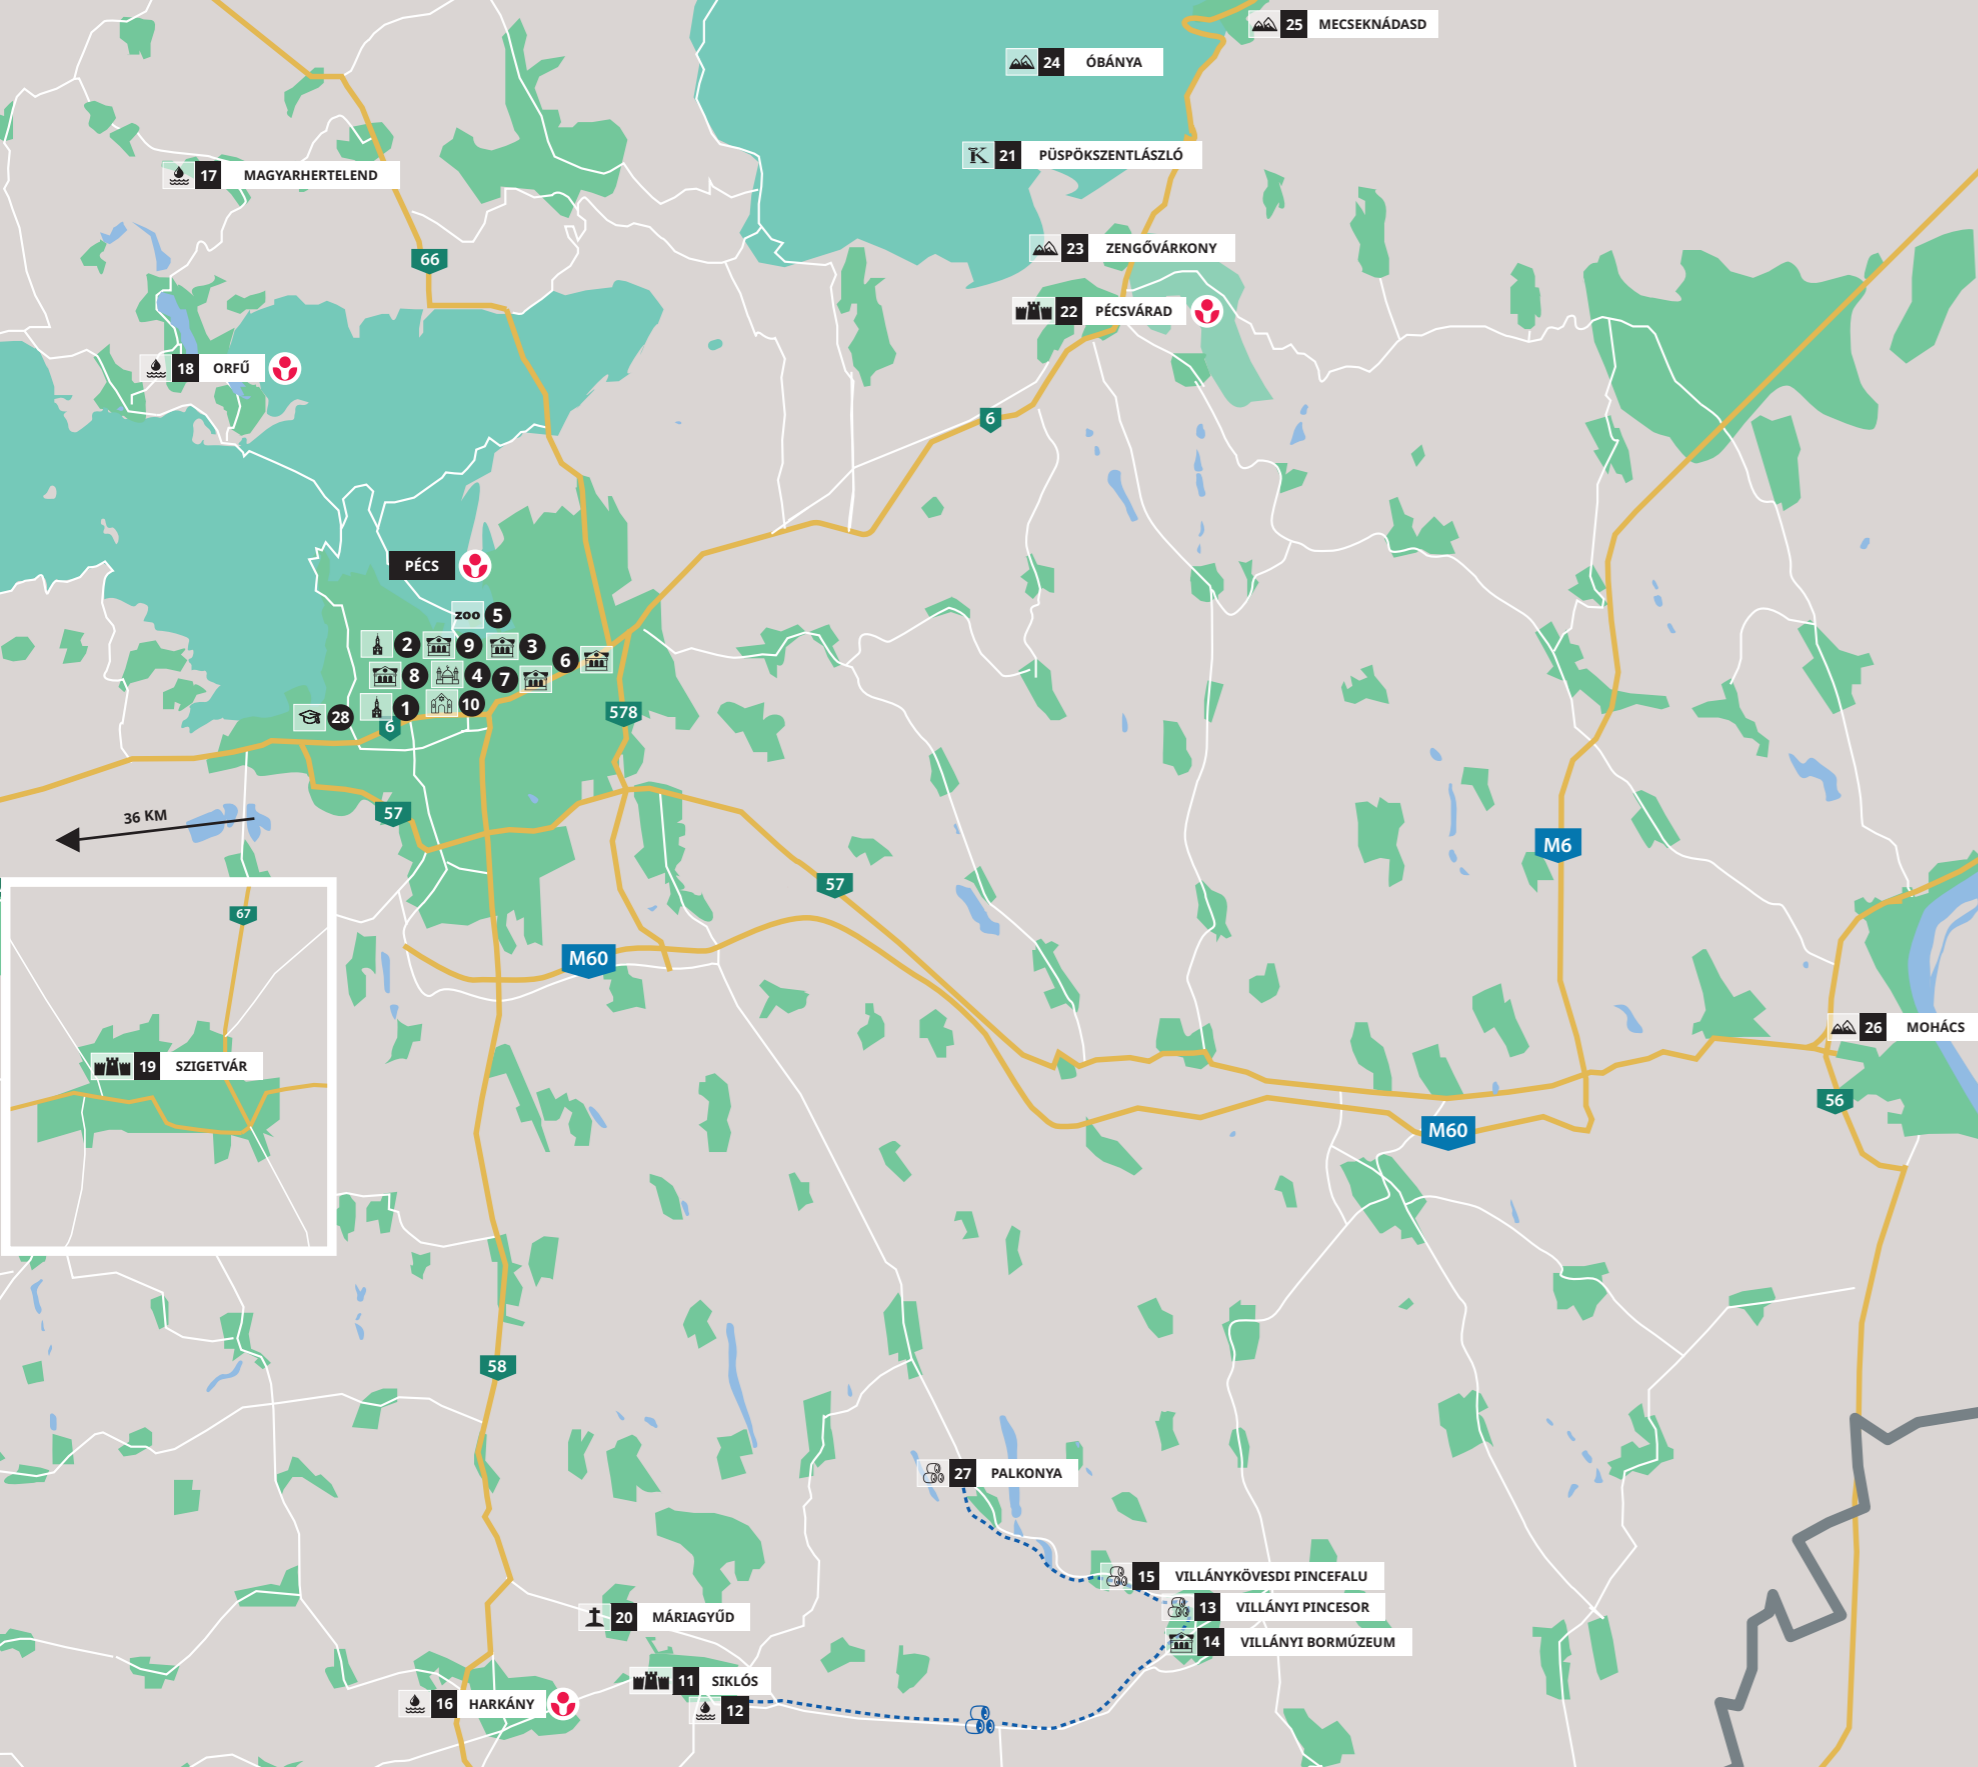 25 MECSEKNÁDASD
24 ÓBÁNYA
K 21 PÜSPÖKSZENTLÁSZLÓ
17 MAGYARHERTELEND
23 ZENGŐVÁRKONY
66
22 PÉCSVÁRAD
18 ORFŰ
6
PÉCS
ZOO 5
2 9 3
6
8 4 7
1 10
28
6
578
57
36 KM
M6
57
67
M60
26 MOHÁCS
19 SZIGETVÁR
56
M60
58
27 PALKONYA
15 VILLÁNYKÖVESDI PINCEFALU
13 VILLÁNYI PINCESOR
20 MÁRIAGYŰD
14 VILLÁNYI BORMÚZEUM
11 SIKLÓS
16 HARKÁNY
12